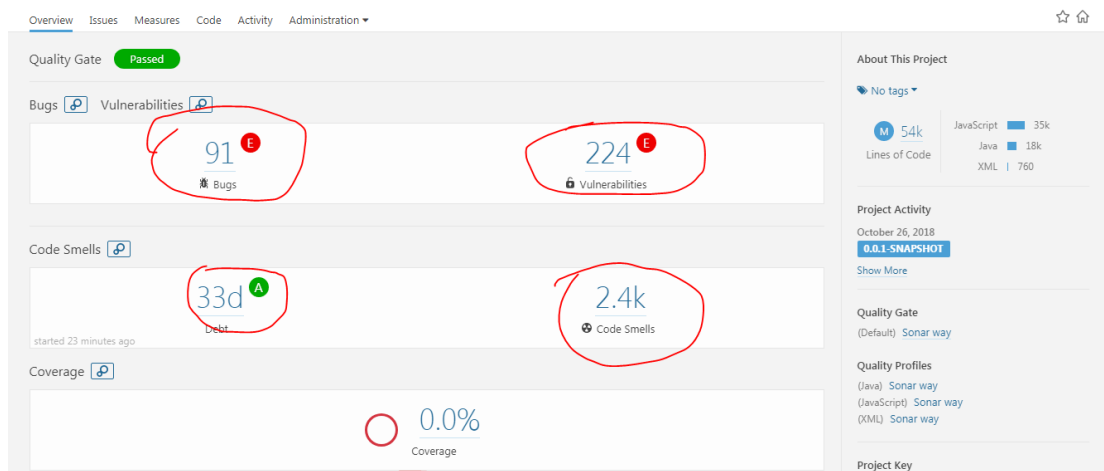 Overview Issues Measures Code Activity Administration
Quality Gate Passed
Bugs Vulnerabilities
91 E
Bugs
224 E
Vulnerabilities
Code Smells
33d A
Debt
started 23 minutes ago
2.4k
Code Smells
Coverage
0.0%
Coverage
About This Project
No tags
M 54k
Lines of Code
JavaScript 35k
Java 18k
XML 760
Project Activity
October 26, 2018
0.0.1-SNAPSHOT
Show More
Quality Gate
(Default) Sonar way
Quality Profiles
(Java) Sonar way
(JavaScript) Sonar way
(XML) Sonar way
Project Key